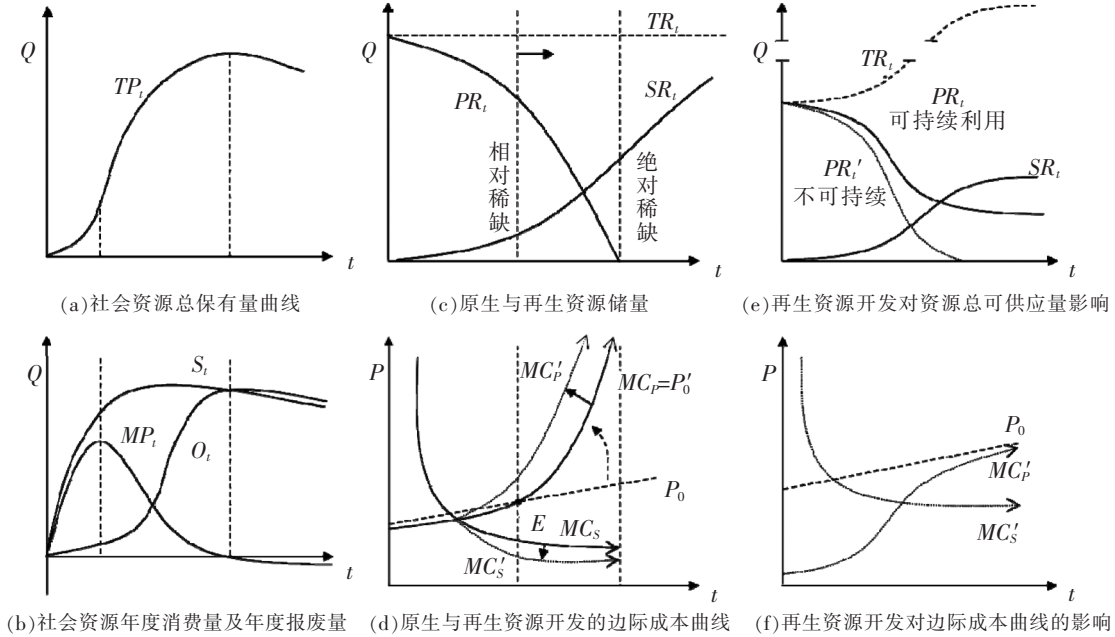 Q
TP_t
t
(a)社会资源总保有量曲线
Q
TR_t
PR_t
SR_t
相对稀缺
绝对稀缺
t
(c)原生与再生资源储量
Q
TR_t
PR_t
可持续利用
PR_t'
不可持续
SR_t
t
(e)再生资源开发对资源总可供应量影响
Q
S_t
MP_t
O_t
t
(b)社会资源年度消费量及年度报废量
P
MC_P'
MC_P=P_0'
P_0
E
MC_S
MC_S'
t
(d)原生与再生资源开发的边际成本曲线
P
P_0
MC_P'
MC_S'
t
(f)再生资源开发对边际成本曲线的影响